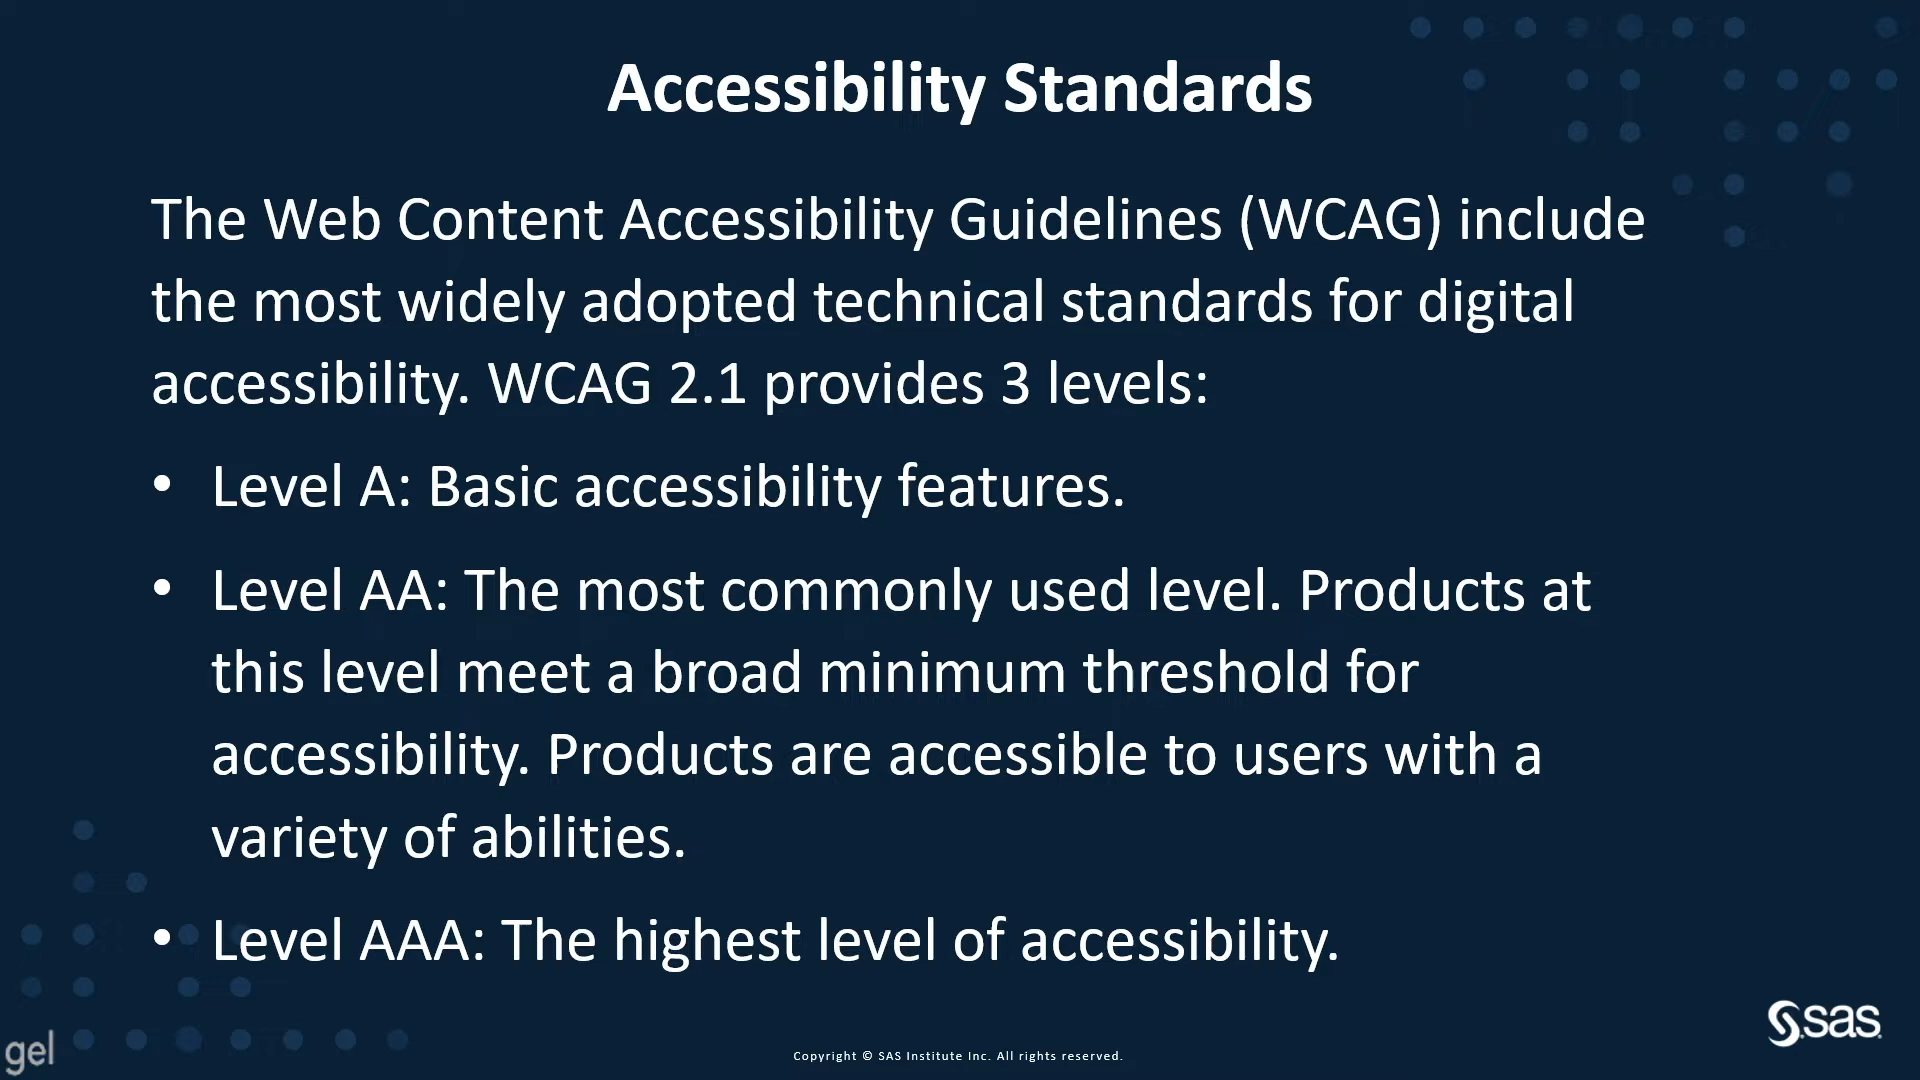 Accessibility Standards
The Web Content Accessibility Guidelines (WCAG) include
the most widely adopted technical standards for digital
accessibility. WCAG 2.1 provides 3 levels:
• Level A: Basic accessibility features.
• Level AA: The most commonly used level. Products at
this level meet a broad minimum threshold for
accessibility. Products are accessible to users with a
variety of abilities.
• Level AAA: The highest level of accessibility.
sas
gel
Copyright © SAS Institute Inc. All rights reserved.